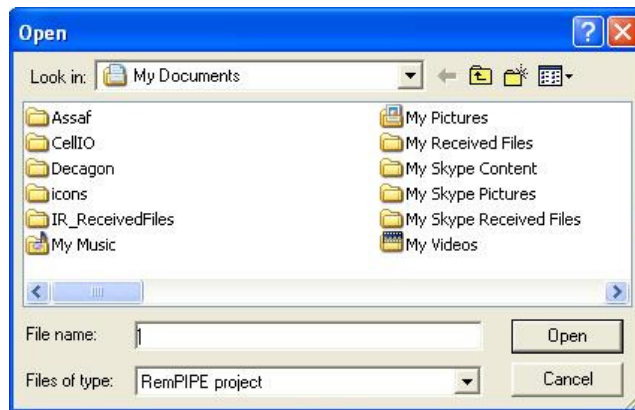 Open
Look in: My Documents
Assaf
CellIO
Decagon
icons
IR_ReceivedFiles
My Music
My Pictures
My Received Files
My Skype Content
My Skype Pictures
My Skype Received Files
My Videos
File name:
Open
Files of type: RemPIPE project
Cancel